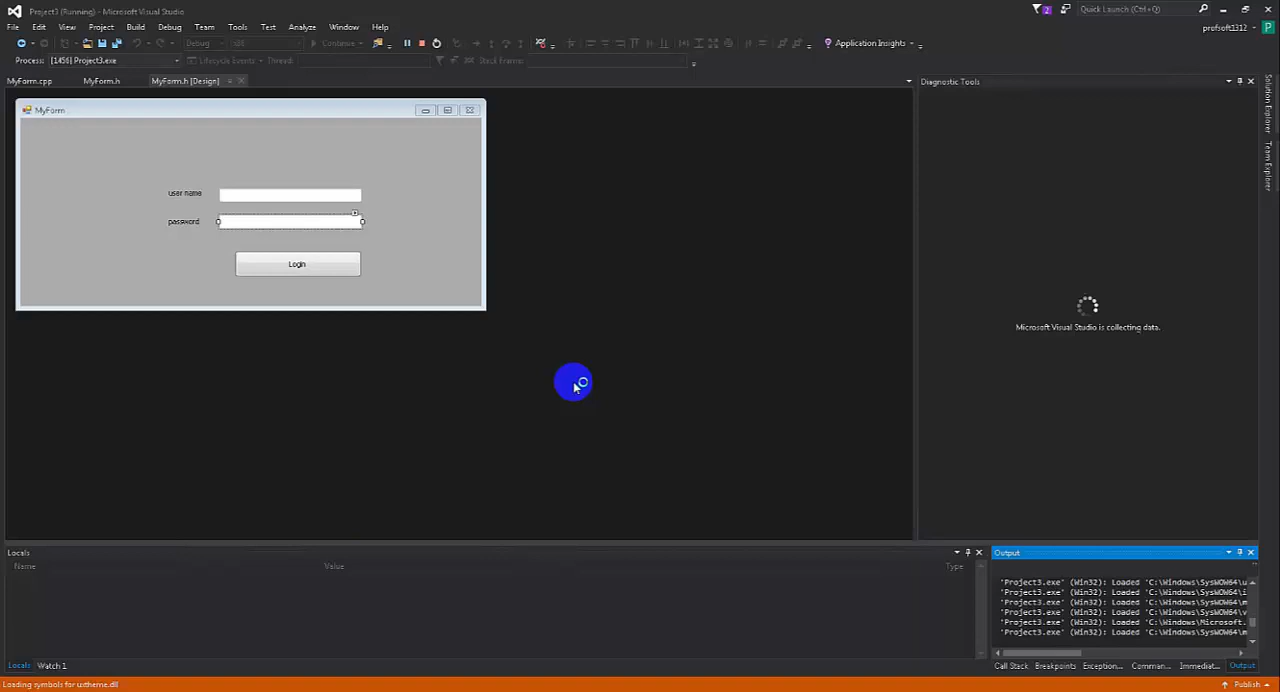 Project3 (Running) - Microsoft Visual Studio
2
Quick Launch (Ctrl+Q)
File Edit View Project Build Debug Team Tools Test Analyze Window Help
profsoft1312
P
Debug
x86
Continue
Application Insights
Process: [1456] Project3.exe
Lifecycle Events
Thread:
Stack Frame:
MyForm.cpp
MyForm.h
MyForm.h [Design]
Diagnostic Tools
Solution Explorer
Team Explorer
MyForm
user name
password
Login
Microsoft Visual Studio is collecting data.
Locals
Name
Value
Type
Output
'Project3.exe' (Win32): Loaded 'C:\Windows\SysWOW64\u
'Project3.exe' (Win32): Loaded 'C:\Windows\SysWOW64\i
'Project3.exe' (Win32): Loaded 'C:\Windows\SysWOW64\m
'Project3.exe' (Win32): Loaded 'C:\Windows\SysWOW64\v
'Project3.exe' (Win32): Loaded 'C:\Windows\Microsoft.
'Project3.exe' (Win32): Loaded 'C:\Windows\SysWOW64\m
Locals
Watch 1
Call Stack
Breakpoints
Exception...
Comman...
Immediat...
Output
Loading symbols for uxtheme.dll
Publish